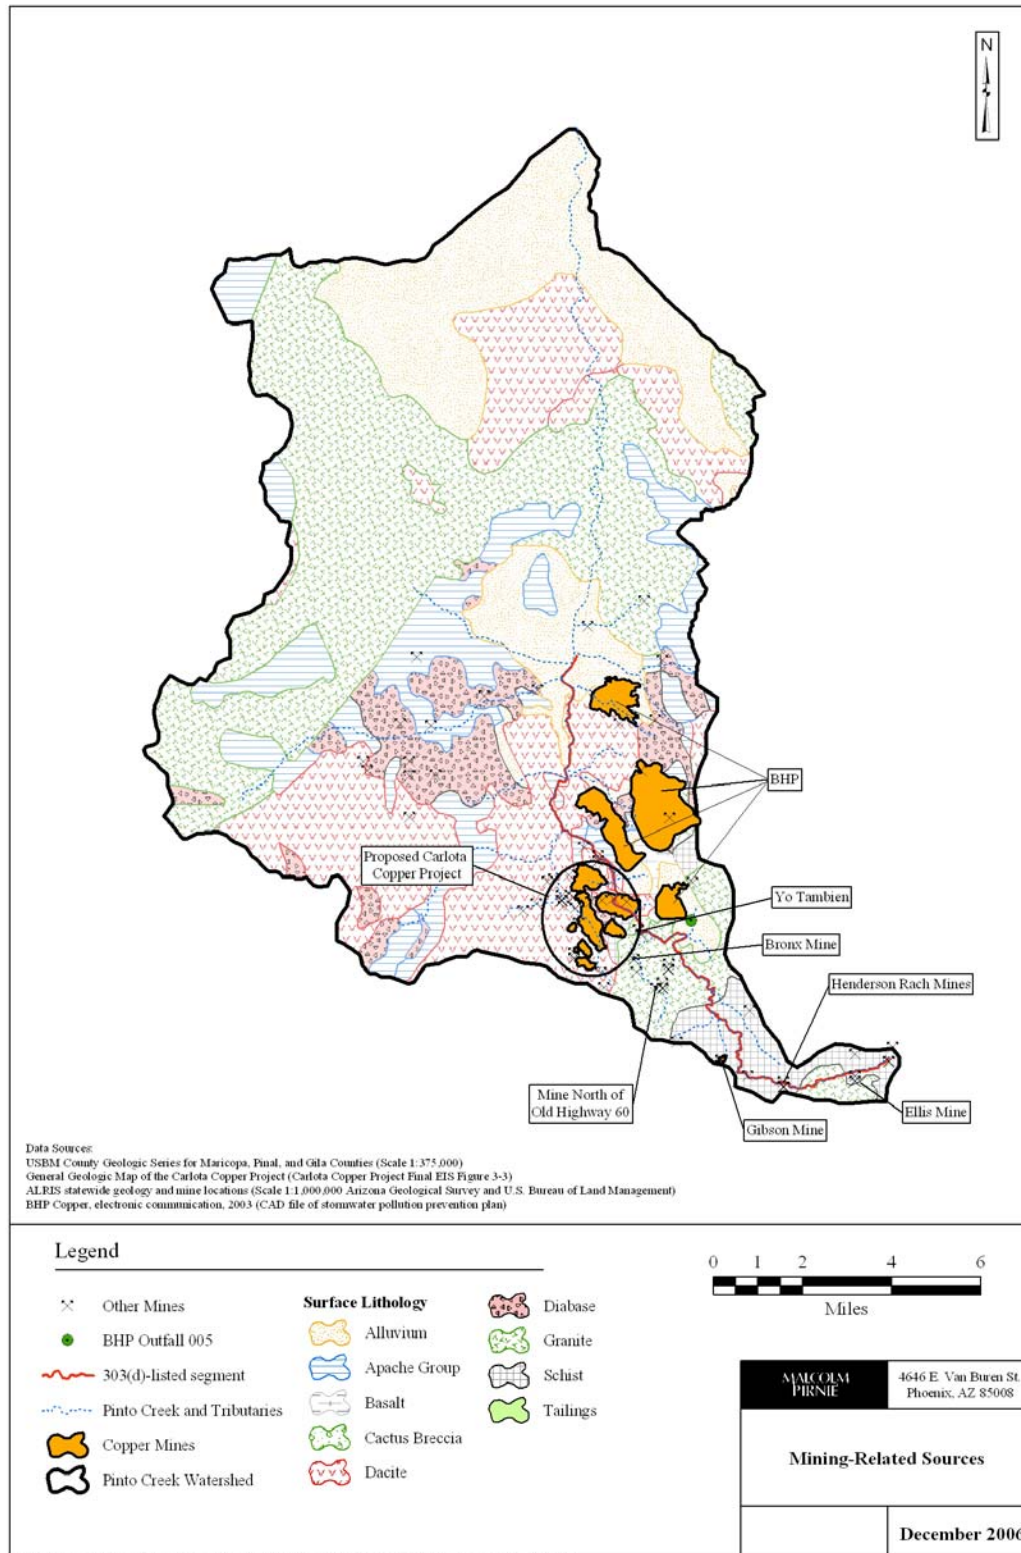 N
BHP
Proposed Carlota
Copper Project
Yo Tambien
Bronx Mine
Henderson Rach Mines
Mine North of
Old Highway 60
Gibson Mine
Ellis Mine
Data Sources:
USBM County Geologic Series for Maricopa, Pinal, and Gila Counties (Scale 1:375,000)
General Geologic Map of the Carlota Copper Project (Carlota Copper Project Final EIS Figure 3-3)
ALRIS statewide geology and mine locations (Scale 1:1,000,000 Arizona Geological Survey and U.S. Bureau of Land Management)
BHP Copper, electronic communication, 2003 (CAD file of stormwater pollution prevention plan)
Legend
Other Mines
BHP Outfall 005
303(d)-listed segment
Pinto Creek and Tributaries
Copper Mines
Pinto Creek Watershed
Surface Lithology
Alluvium
Apache Group
Basalt
Cactus Breccia
Dacite
Diabase
Granite
Schist
Tailings
0 1 2 4 6
Miles
MALCOLM
PIRNIE
4646 E. Van Buren St.
Phoenix, AZ 85008
Mining-Related Sources
December 2006